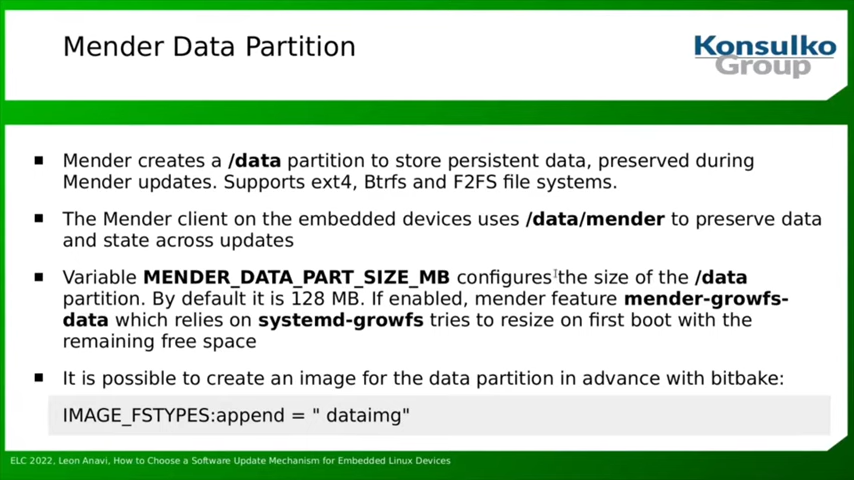 Mender Data Partition
Konsulko
Group
Mender creates a /data partition to store persistent data, preserved during
Mender updates. Supports ext4, Btrfs and F2FS file systems.
The Mender client on the embedded devices uses /data/mender to preserve data
and state across updates
Variable MENDER_DATA_PART_SIZE_MB configures the size of the /data
partition. By default it is 128 MB. If enabled, mender feature mender-growfs-
data which relies on systemd-growfs tries to resize on first boot with the
remaining free space
It is possible to create an image for the data partition in advance with bitbake:
IMAGE_FSTYPES:append = " dataimg"
ELC 2022, Leon Anavi, How to Choose a Software Update Mechanism for Embedded Linux Devices